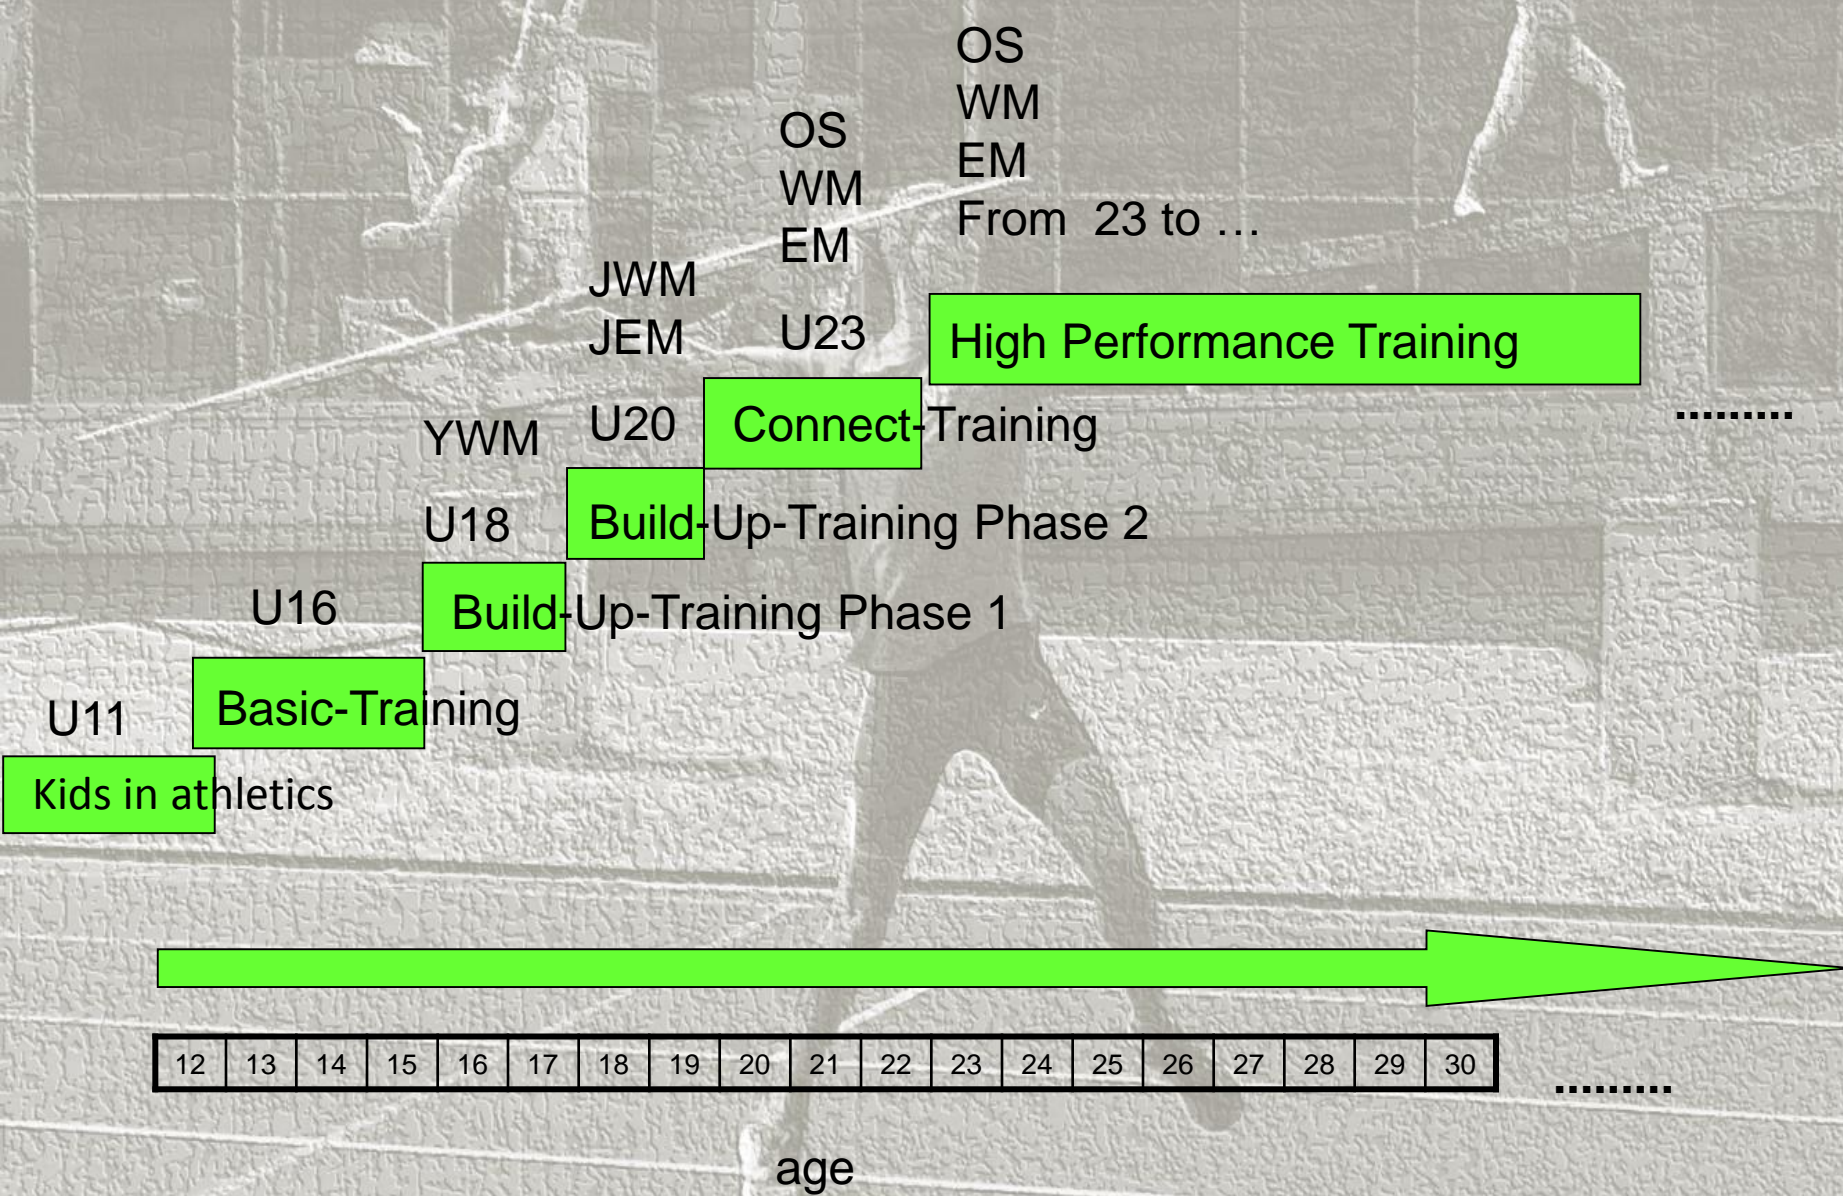 OS
WM
EM
From 23 to …
OS
WM
EM
U23
High Performance Training
JWM
JEM
U20
Connect-Training
.........
YWM
U18
Build-Up-Training Phase 2
U16
Build-Up-Training Phase 1
U11
Basic-Training
Kids in athletics
12 13 14 15 16 17 18 19 20 21 22 23 24 25 26 27 28 29 30
.........
age